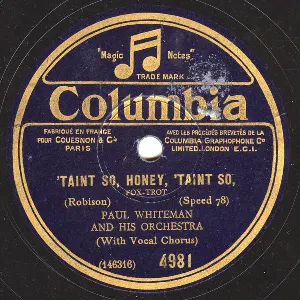 "Magic Notes"
TRADE MARK
Columbia
FABRIQUÉ EN FRANCE
POUR COUESNON & Cº
PARIS
AVEC LES PROCÉDÉS BREVETÉS DE LA
COLUMBIA GRAPHOPHONE Cº
LIMITED. LONDON E.C.I.
'TAINT SO, HONEY, 'TAINT SO,
FOX-TROT
(Robison) (Speed 78)
PAUL WHITEMAN
AND HIS ORCHESTRA
(With Vocal Chorus)
(146316) 4981